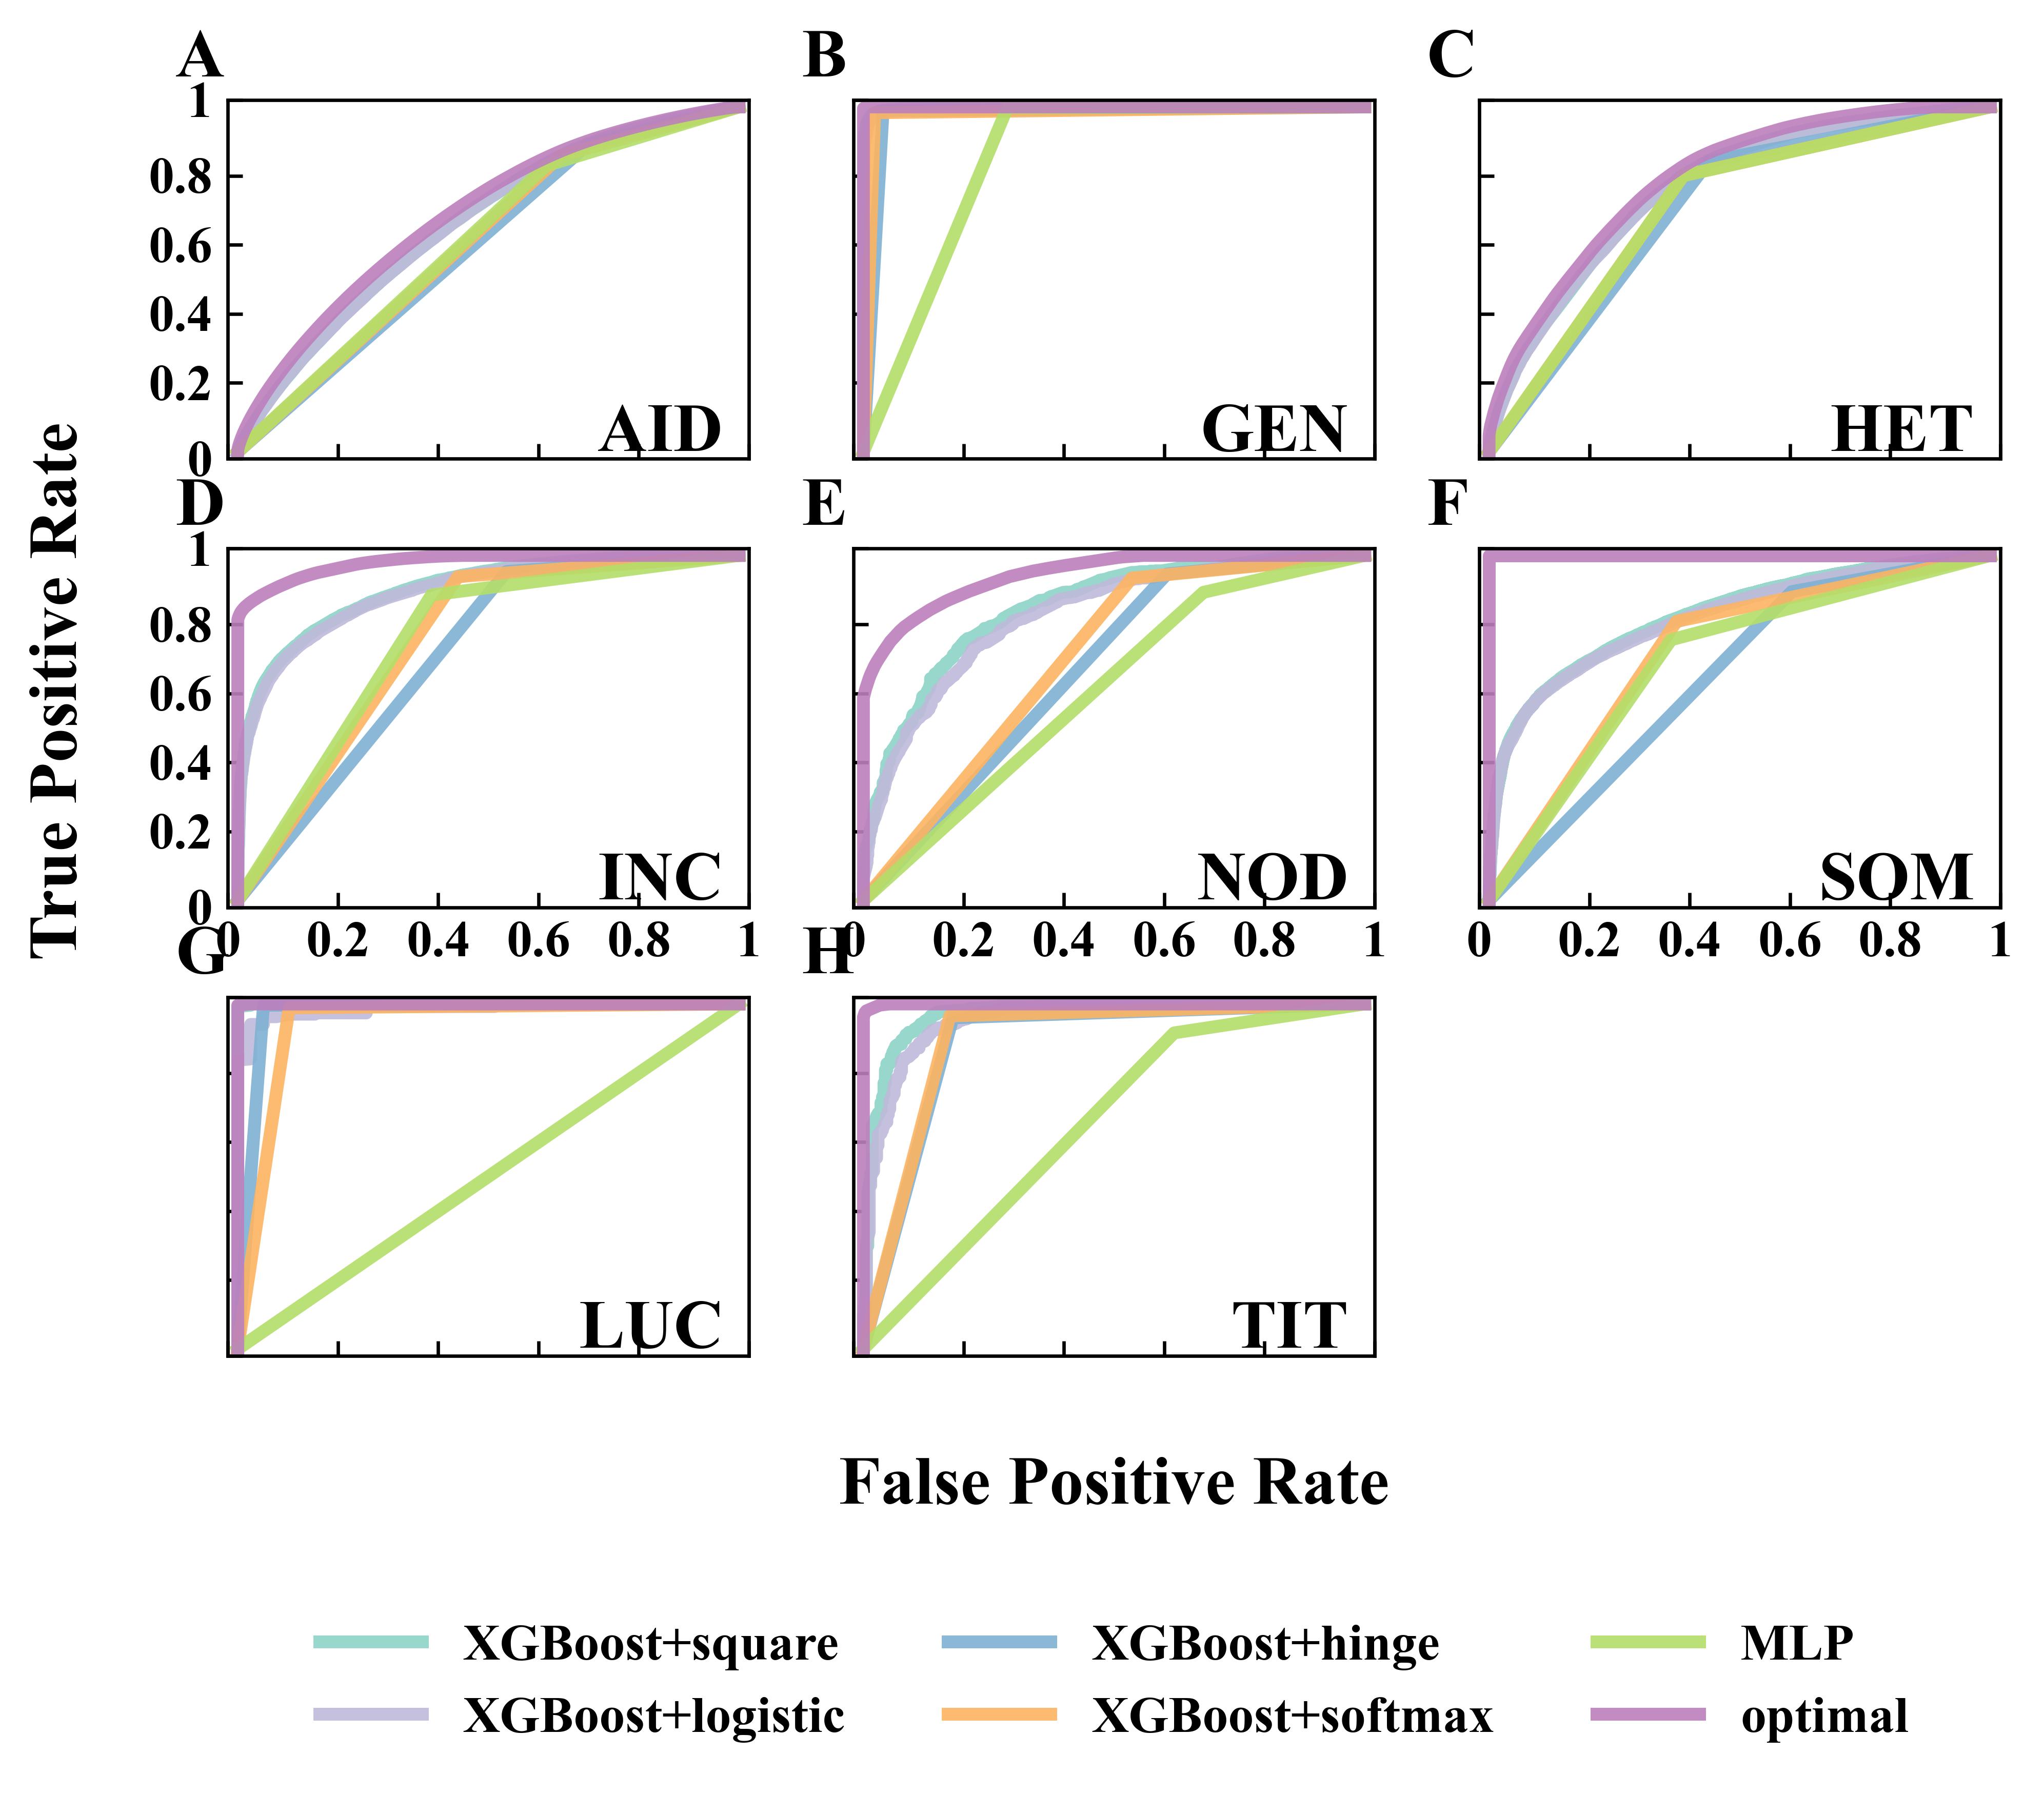 A B C
1
0.8
0.6
0.4
0.2
0
AID GEN HET
D E F
1
0.8
0.6
0.4
0.2
0
INC NOD SOM
0 0.2 0.4 0.6 0.8 1 0 0.2 0.4 0.6 0.8 1 0 0.2 0.4 0.6 0.8 1
G H
LUC TIT
True Positive Rate
False Positive Rate
XGBoost+square XGBoost+hinge MLP
XGBoost+logistic XGBoost+softmax optimal